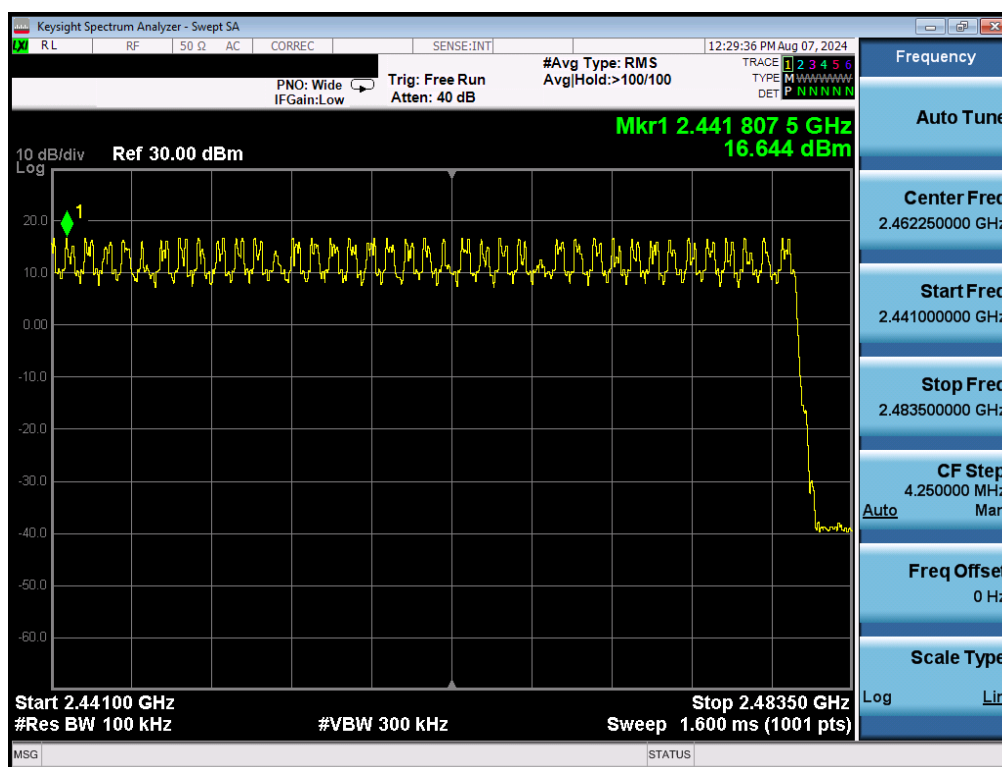 Keysight Spectrum Analyzer - Swept SA
LXI RL RF 50 Ω AC CORREC SENSE:INT 12:29:36 PM Aug 07, 2024
PNO: Wide
IFGain:Low
Trig: Free Run
Atten: 40 dB
#Avg Type: RMS
Avg|Hold:>100/100
TRACE 1 2 3 4 5 6
TYPE M W W W W W
DET P N N N N N
Mkr1 2.441 807 5 GHz
16.644 dBm
10 dB/div Ref 30.00 dBm
Log
1
20.0
10.0
0.00
-10.0
-20.0
-30.0
-40.0
-50.0
-60.0
Start 2.44100 GHz Stop 2.48350 GHz
#Res BW 100 kHz #VBW 300 kHz Sweep 1.600 ms (1001 pts)
MSG STATUS
Frequency
Auto Tune
Center Freq
2.462250000 GHz
Start Freq
2.441000000 GHz
Stop Freq
2.483500000 GHz
CF Step
4.250000 MHz
Auto Man
Freq Offset
0 Hz
Scale Type
Log Lin